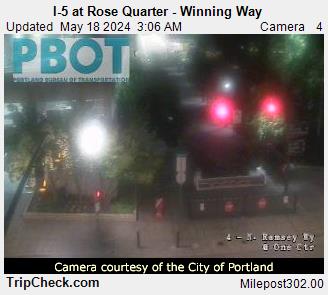 I-5 at Rose Quarter - Winning Way
Updated May 18 2024 3:06 AM Camera 4
PBOT
PORTLAND BUREAU OF TRANSPORTATION
4 - N. Ramsey Wy
@ One Ctr
Camera courtesy of the City of Portland
TripCheck.com Milepost302.00